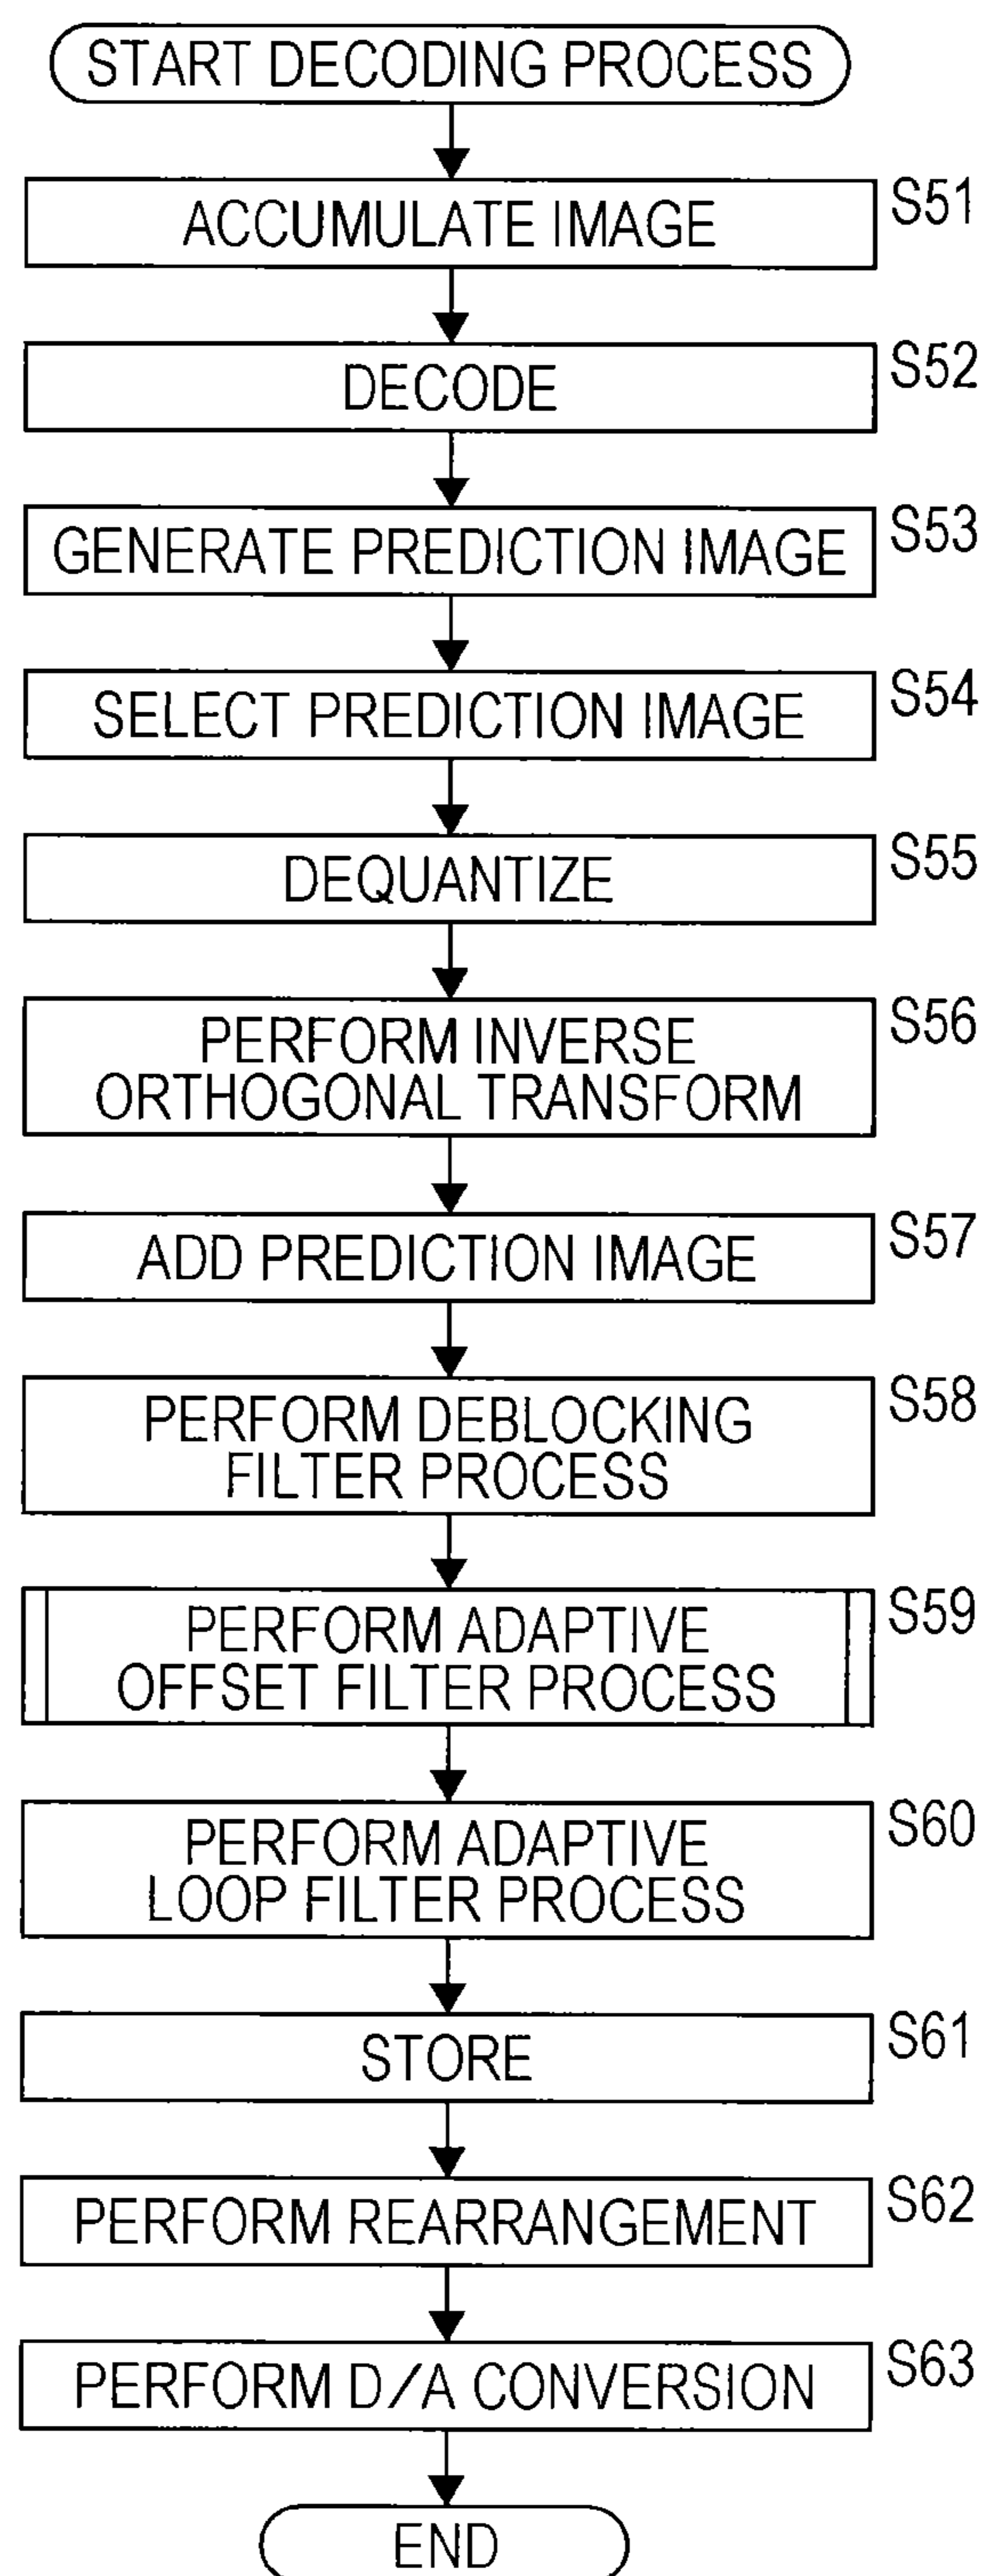 START DECODING PROCESS
ACCUMULATE IMAGE
S51
DECODE
S52
GENERATE PREDICTION IMAGE
S53
SELECT PREDICTION IMAGE
S54
DEQUANTIZE
S55
PERFORM INVERSE
ORTHOGONAL TRANSFORM
S56
ADD PREDICTION IMAGE
S57
PERFORM DEBLOCKING
FILTER PROCESS
S58
PERFORM ADAPTIVE
OFFSET FILTER PROCESS
S59
PERFORM ADAPTIVE
LOOP FILTER PROCESS
S60
STORE
S61
PERFORM REARRANGEMENT
S62
PERFORM D/A CONVERSION
S63
END